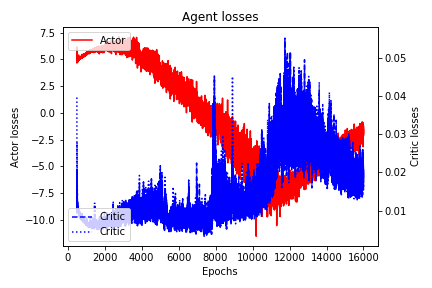 Agent losses
Actor
Critic
Critic
7.5
5.0
2.5
0.0
−2.5
−5.0
−7.5
−10.0
Actor losses
0.05
0.04
0.03
0.02
0.01
Critic losses
0 2000 4000 6000 8000 10000 12000 14000 16000
Epochs